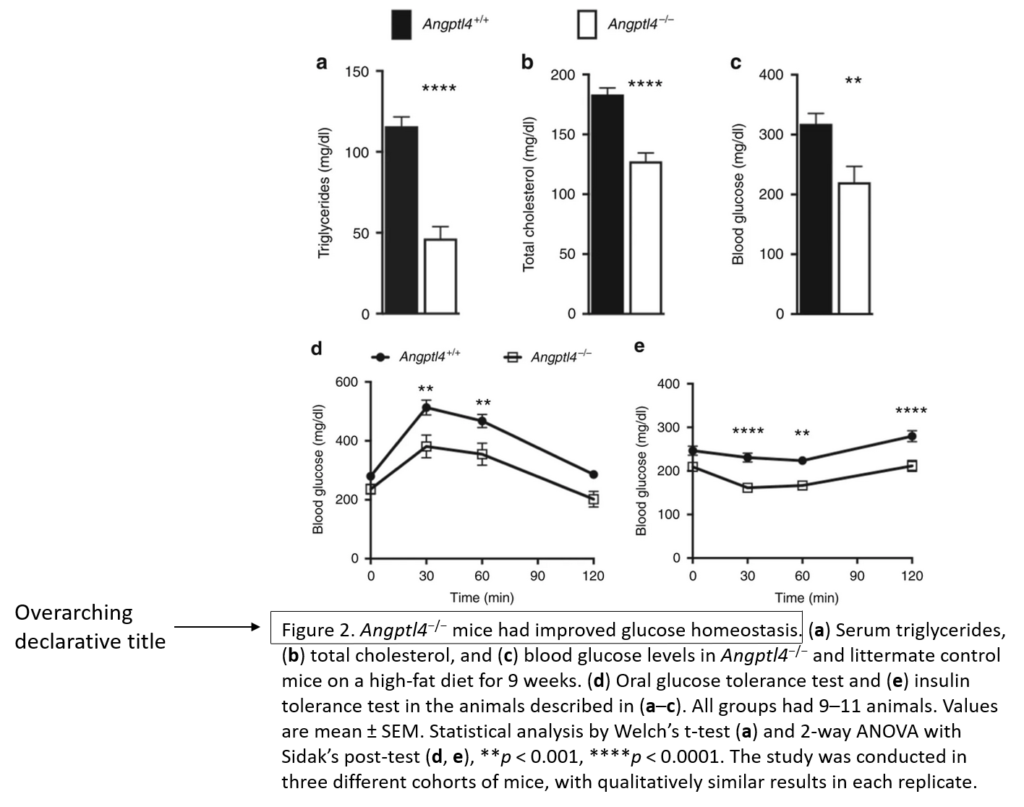 Angptl4+/+ Angptl4−/−
a b c
150 100 50 0
Triglycerides (mg/dl)
****
200 150 100 50 0
Total cholesterol (mg/dl)
****
400 300 200 100 0
Blood glucose (mg/dl)
**
d Angptl4+/+ Angptl4−/−
600 400 200 0
Blood glucose (mg/dl)
** **
0 30 60 90 120
Time (min)
e
400 300 200 100 0
Blood glucose (mg/dl)
**** ** ****
0 30 60 90 120
Time (min)
Overarching
declarative title
Figure 2. Angptl4−/− mice had improved glucose homeostasis. (a) Serum triglycerides,
(b) total cholesterol, and (c) blood glucose levels in Angptl4−/− and littermate control
mice on a high-fat diet for 9 weeks. (d) Oral glucose tolerance test and (e) insulin
tolerance test in the animals described in (a–c). All groups had 9–11 animals. Values
are mean ± SEM. Statistical analysis by Welch’s t-test (a) and 2-way ANOVA with
Sidak’s post-test (d, e), **p < 0.001, ****p < 0.0001. The study was conducted in
three different cohorts of mice, with qualitatively similar results in each replicate.